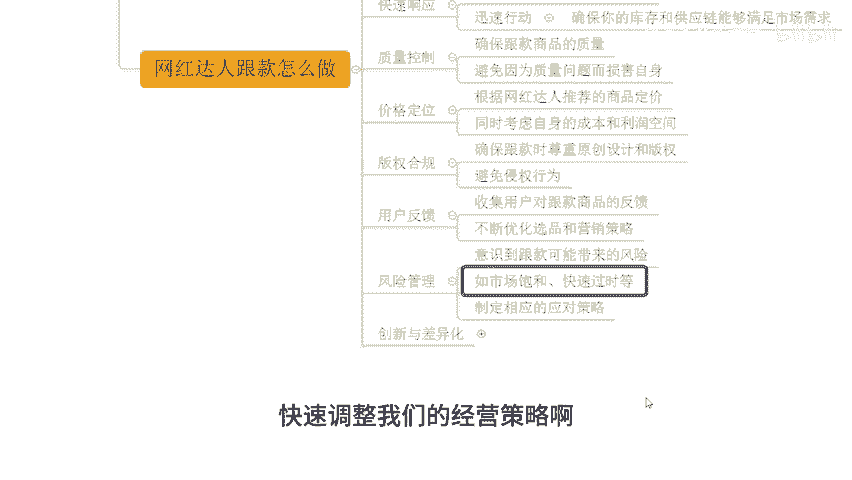 快速响应
迅速行动 确保你的库存和供应链能够满足市场需求
网红达人跟款怎么做
质量控制
确保跟款商品的质量
避免因为质量问题而损害自身
价格定位
根据网红达人推荐的商品定价
同时考虑自身的成本和利润空间
版权合规
确保跟款时尊重原创设计和版权
避免侵权行为
用户反馈
收集用户对跟款商品的反馈
不断优化选品和营销策略
风险管理
意识到跟款可能带来的风险
如市场饱和、快速过时等
制定相应的应对策略
创新与差异化
快速调整我们的经营策略啊